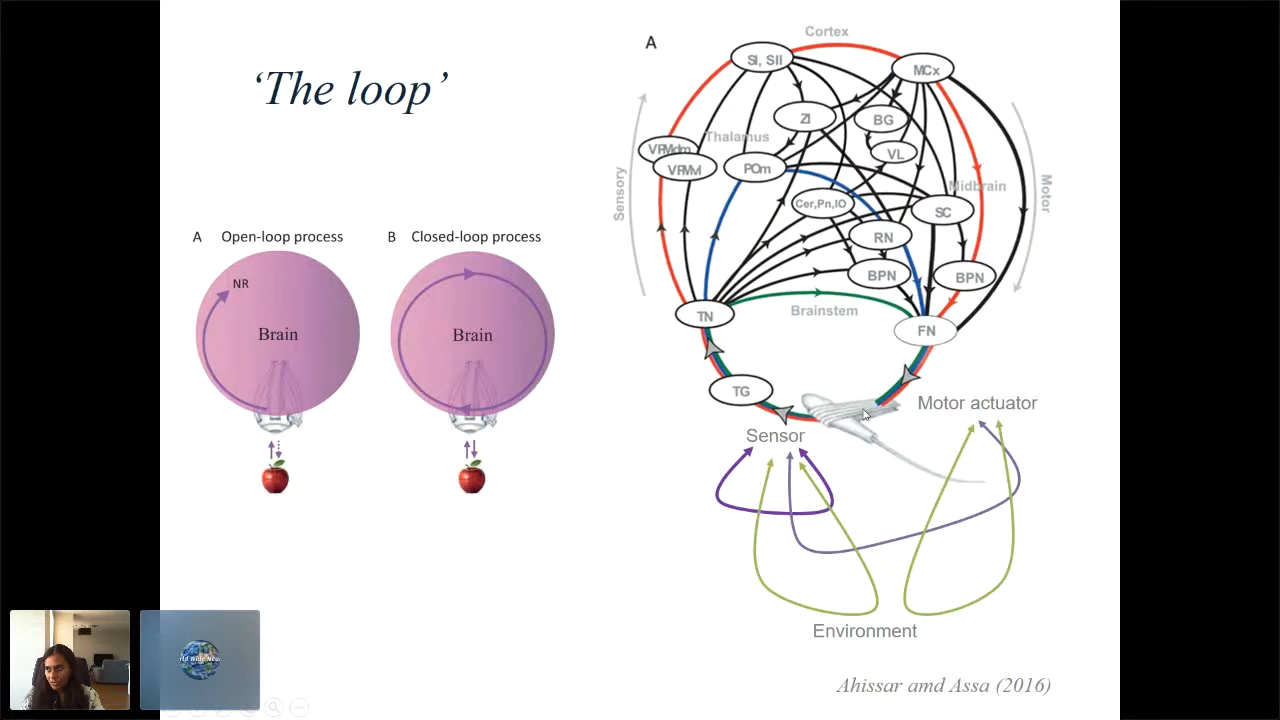 ‘The loop’
A Open-loop process
B Closed-loop process
NR
Brain
Brain
A
Cortex
SI, SII
MCx
ZI
BG
Thalamus
VPMdm
VPMvl
POm
VL
Midbrain
Sensory
Motor
Cer,Pn,IO
SC
RN
BPN
BPN
TN
Brainstem
FN
TG
Motor actuator
Sensor
Environment
Ahissar amd Assa (2016)